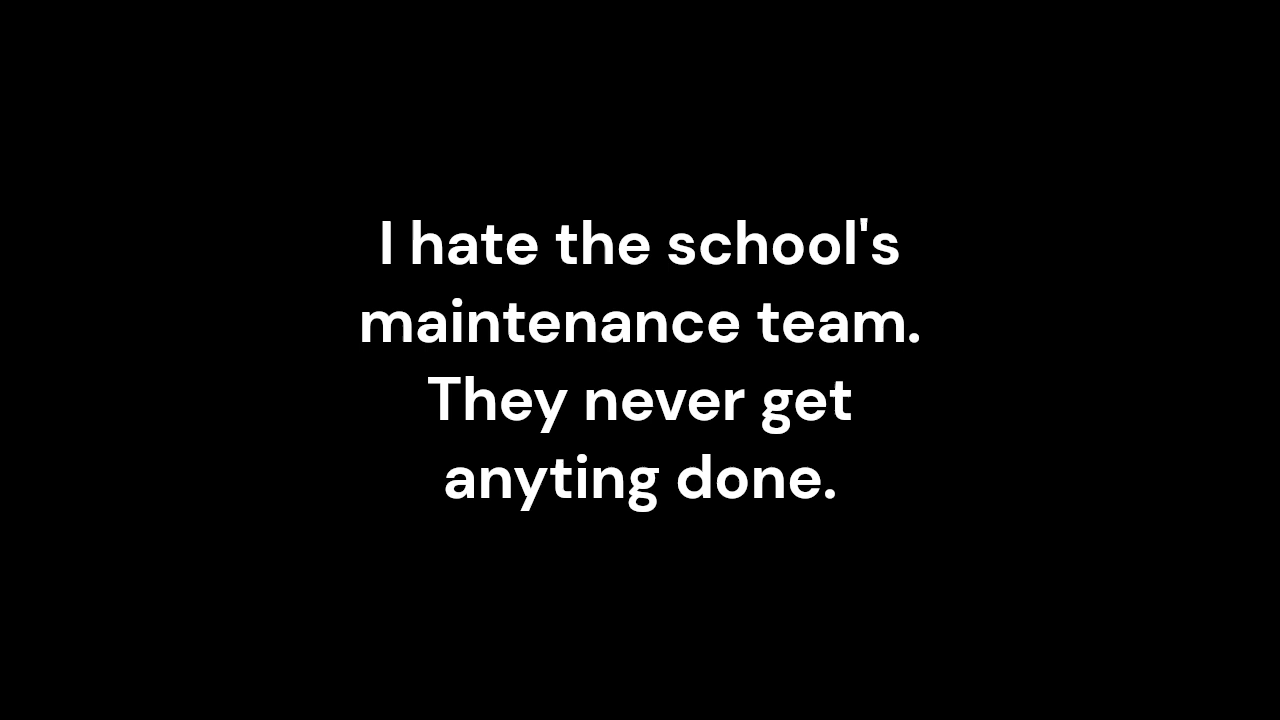 I hate the school's
maintenance team.
They never get
anyting done.